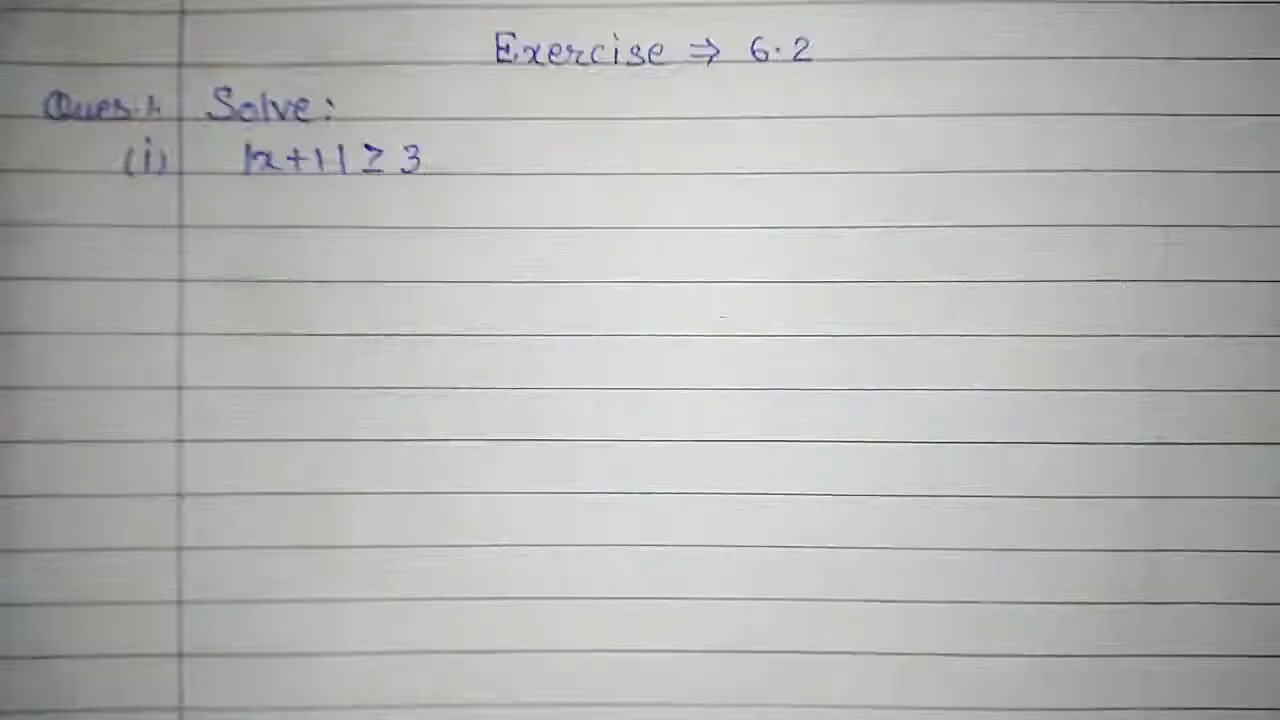 Exercise ⇒ 6.2
Ques.1. Solve:
(i) |x+1| ≥ 3